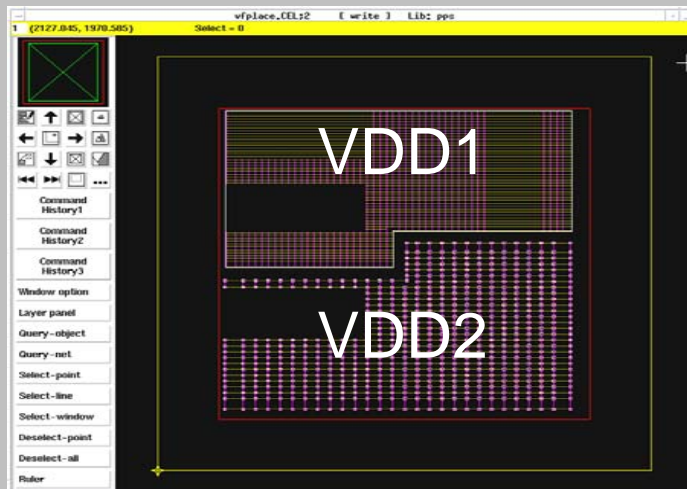 vfplace.CEL;2 [ write ] Lib: pps
1 (2127.045, 1970.585) Select = 0
VDD1
VDD2
Command
History1
Command
History2
Command
History3
Window option
Layer panel
Query-object
Query-net
Select-point
Select-line
Select-window
Deselect-point
Deselect-all
Ruler